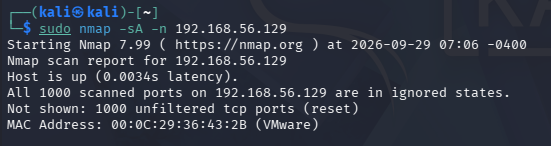 ┌──(kali㉿kali)-[~]
└─$ sudo nmap -sA -n 192.168.56.129
Starting Nmap 7.99 ( https://nmap.org ) at 2026-09-29 07:06 -0400
Nmap scan report for 192.168.56.129
Host is up (0.0034s latency).
All 1000 scanned ports on 192.168.56.129 are in ignored states.
Not shown: 1000 unfiltered tcp ports (reset)
MAC Address: 00:0C:29:36:43:2B (VMware)